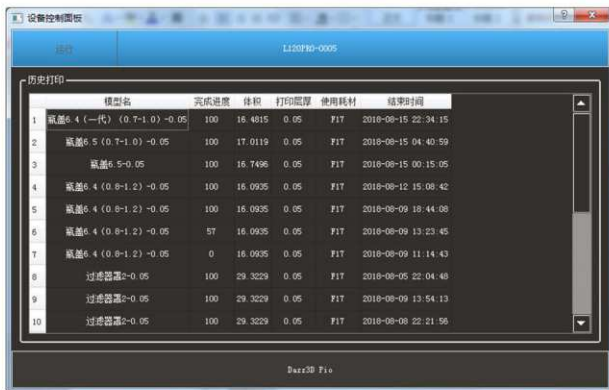 设备控制面板
运行 L120PRO-0005
历史打印
模型名 完成进度 体积 打印层厚 使用耗材 结束时间
1 瓶盖6.4 (一代) (0.7-1.0) -0.05 100 16.4815 0.05 F17 2018-08-15 22:34:15
2 瓶盖6.5 (0.7-1.0) -0.05 100 17.0119 0.05 F17 2018-08-15 04:40:59
3 瓶盖6.5-0.05 100 16.7496 0.05 F17 2018-08-15 00:15:05
4 瓶盖6.4 (0.8-1.2) -0.05 100 16.0935 0.05 F17 2018-08-12 15:08:42
5 瓶盖6.4 (0.8-1.2) -0.05 100 16.0935 0.05 F17 2018-08-09 18:44:08
6 瓶盖6.4 (0.8-1.2) -0.05 57 16.0935 0.05 F17 2018-08-09 13:23:45
7 瓶盖6.4 (0.8-1.2) -0.05 0 16.0935 0.05 F17 2018-08-09 11:14:43
8 过滤器罩2-0.05 100 29.3229 0.05 F17 2018-08-05 22:04:48
9 过滤器罩2-0.05 100 29.3229 0.05 F17 2018-08-09 13:54:13
10 过滤器罩2-0.05 100 29.3229 0.05 F17 2018-08-08 22:21:56
Dazz3D Pio